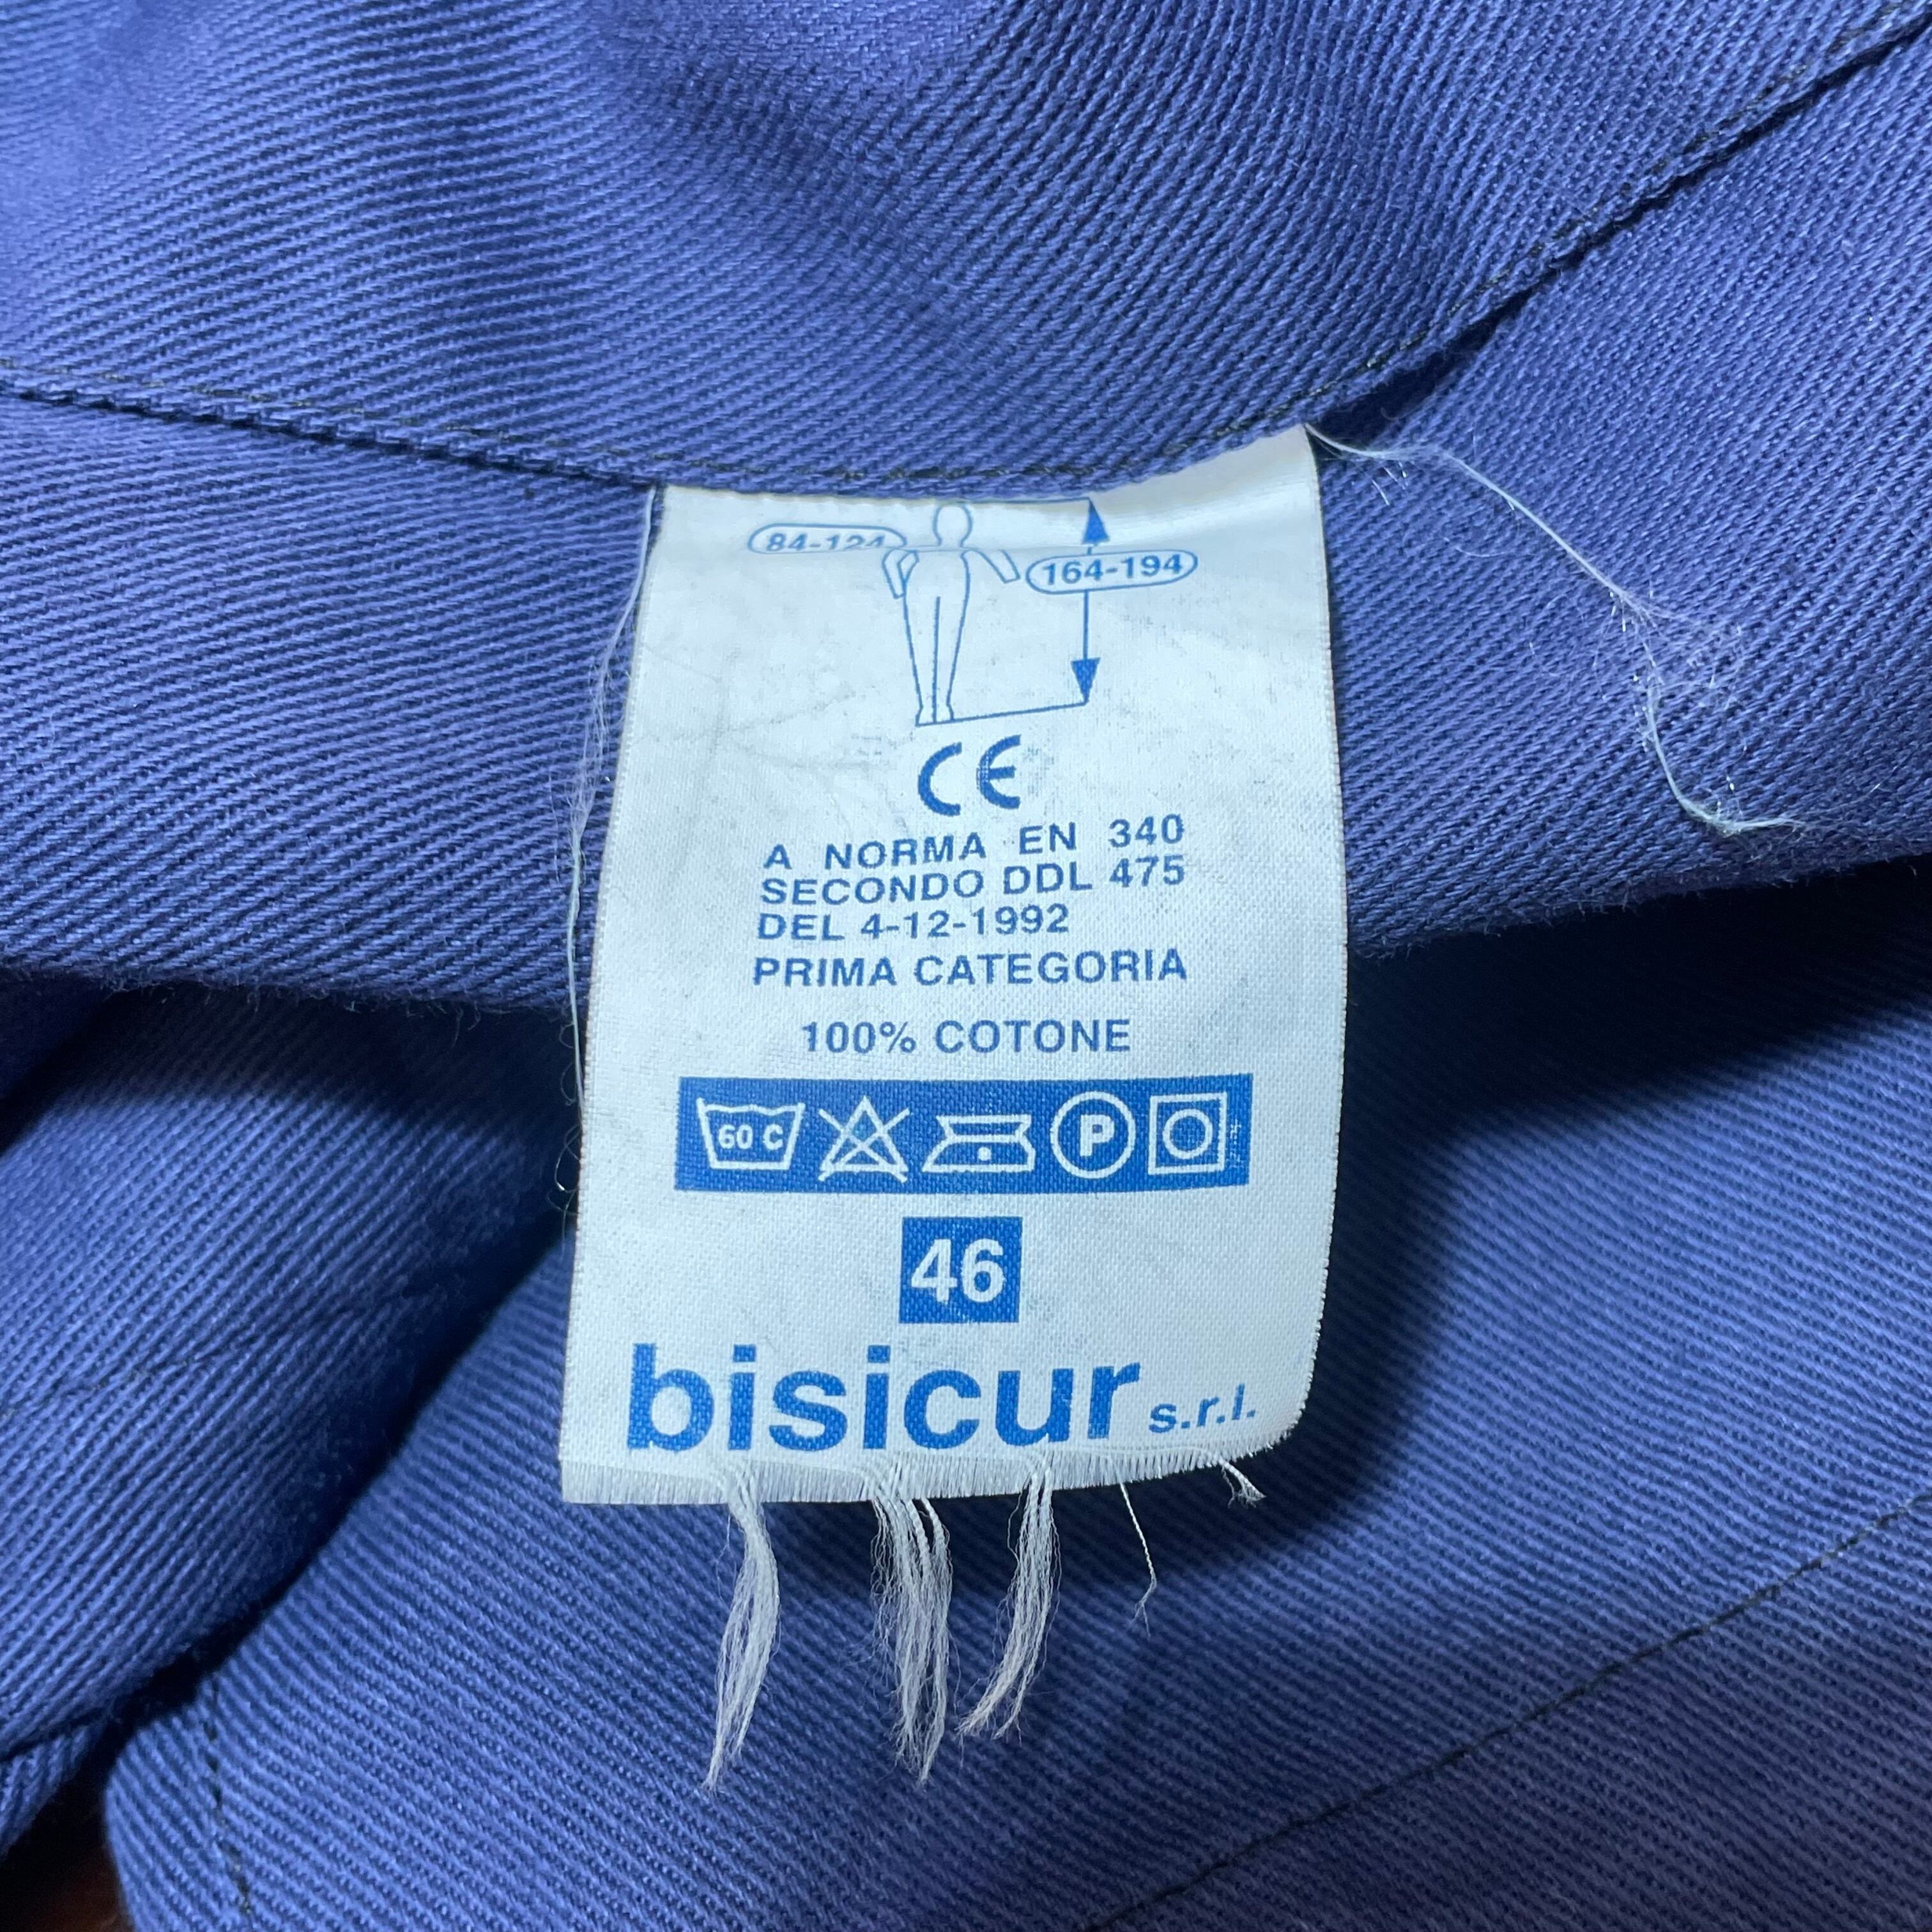 84-124
164-194
CE
A NORMA EN 340
SECONDO DDL 475
DEL 4-12-1992
PRIMA CATEGORIA
100% COTONE
60 C P
46
bisicur s.r.l.